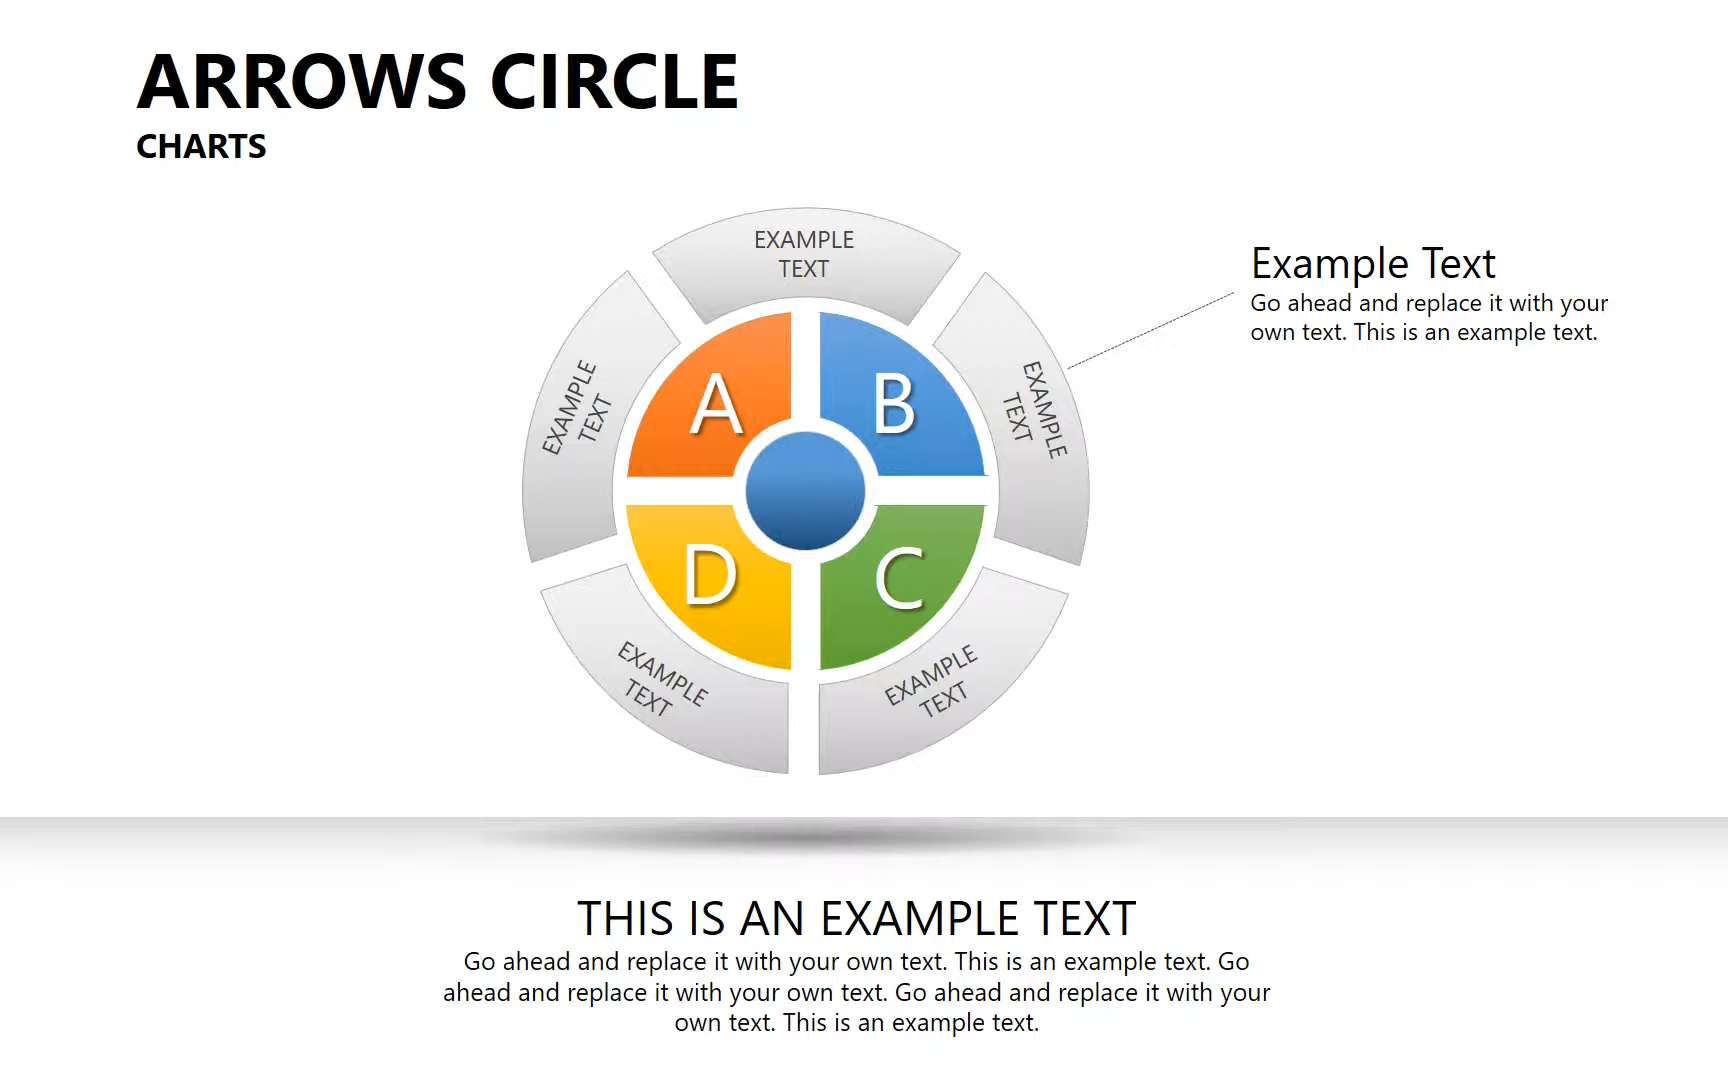 ARROWS CIRCLE
CHARTS
EXAMPLE
TEXT
EXAMPLE
TEXT
EXAMPLE
TEXT
Example Text
Go ahead and replace it with your
own text. This is an example text.
A
B
D
C
EXAMPLE
TEXT
EXAMPLE
TEXT
THIS IS AN EXAMPLE TEXT
Go ahead and replace it with your own text. This is an example text. Go
ahead and replace it with your own text. Go ahead and replace it with your
own text. This is an example text.